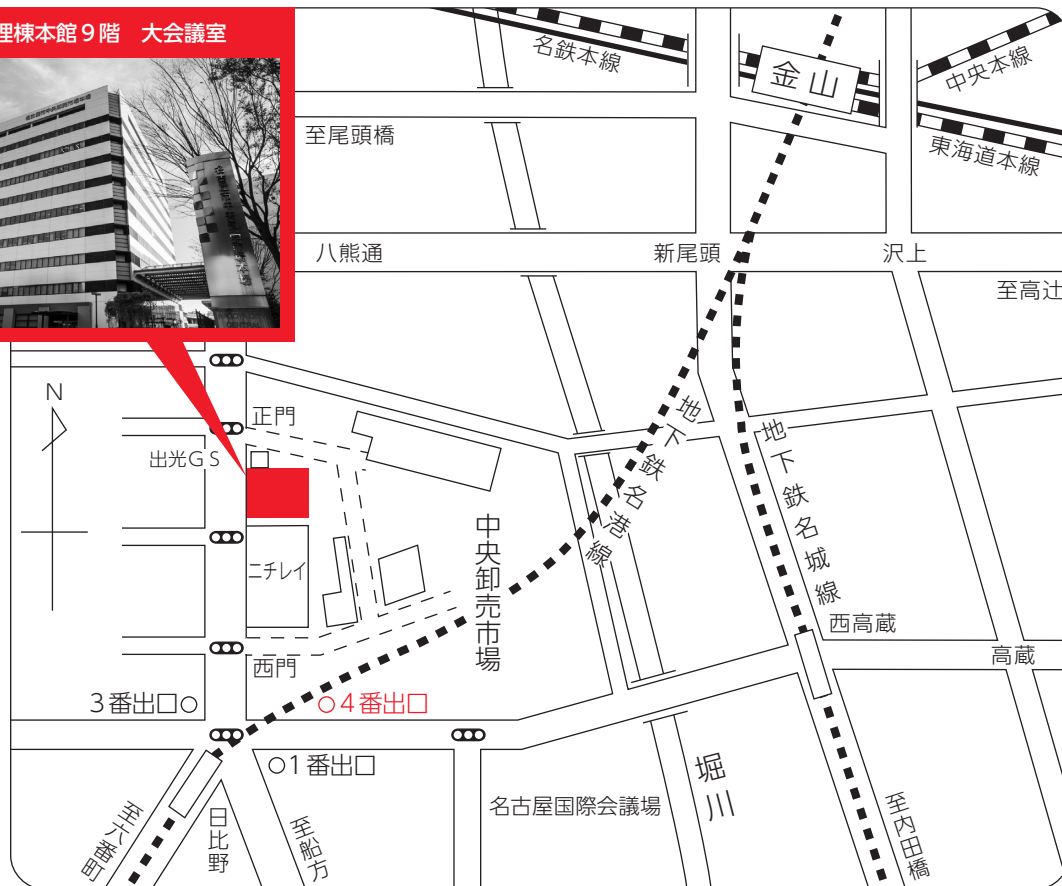 理棟本館9階 大会議室
名鉄本線
金山
中央本線
東海道本線
至尾頭橋
八熊通
新尾頭
沢上
至高辻
N
正門
出光GS
ニチレイ
中央卸売市場
地下鉄名港線
地下鉄名城線
西高蔵
高蔵
西門
3番出口
4番出口
1番出口
名古屋国際会議場
堀川
至六番町
日比野
至船方
至内田橋